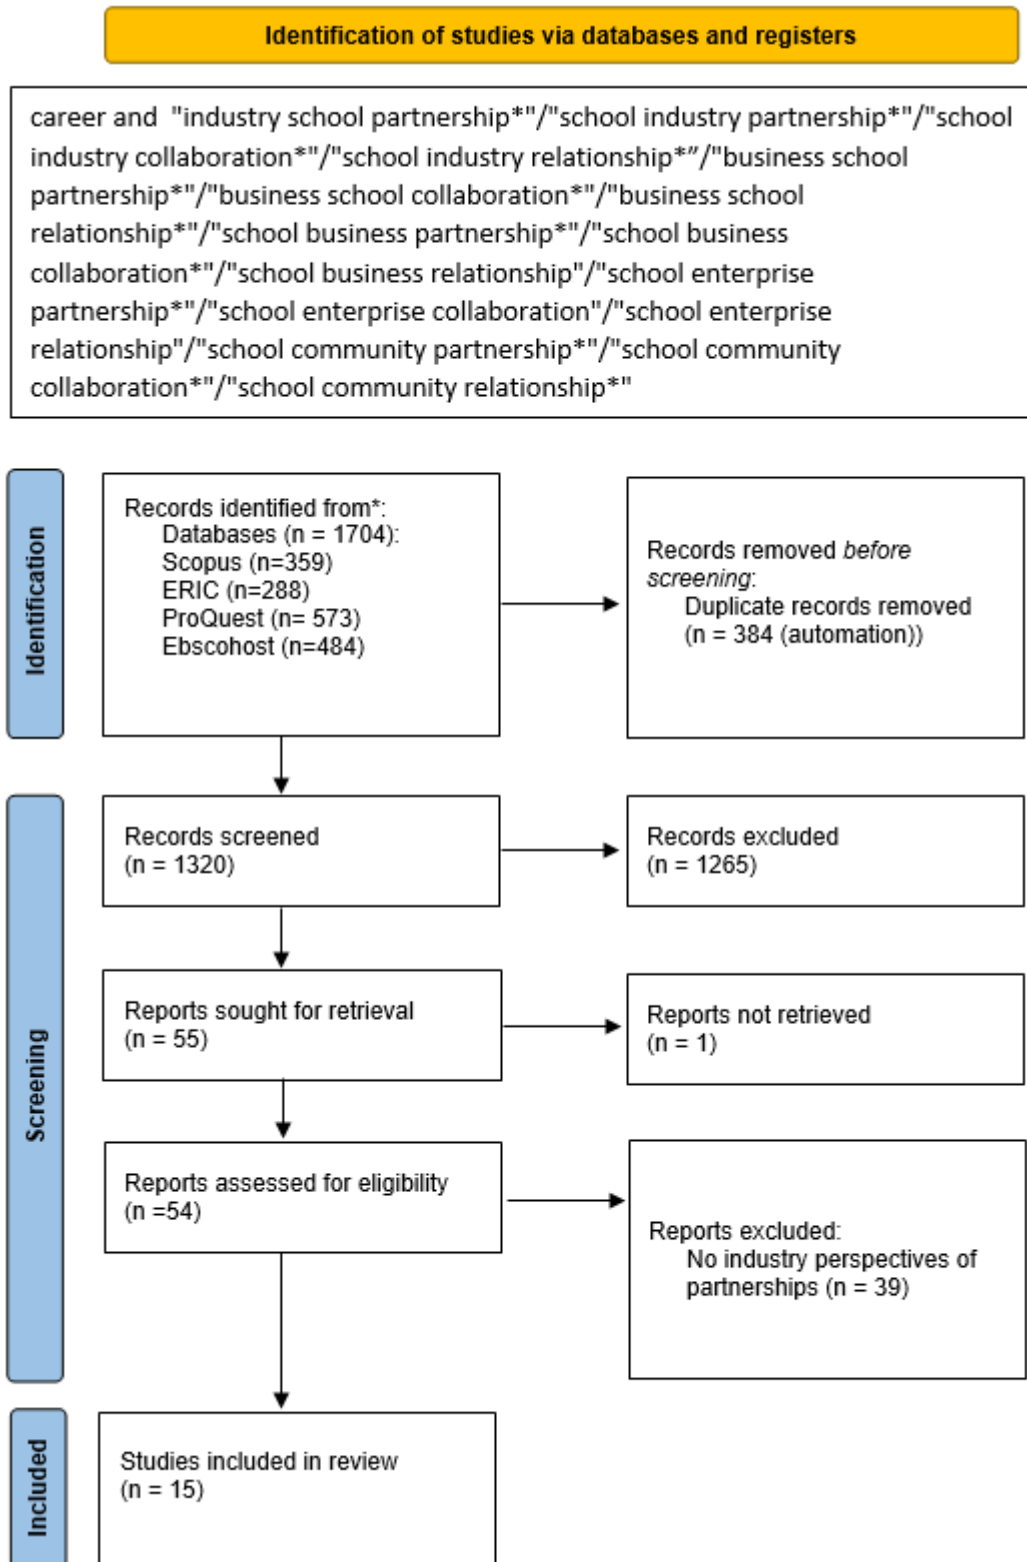 Identification of studies via databases and registers
career and "industry school partnership*"/"school industry partnership*"/"school
industry collaboration*"/"school industry relationship*”/"business school
partnership*"/"business school collaboration*"/"business school
relationship*"/"school business partnership*"/"school business
collaboration*"/"school business relationship"/"school enterprise
partnership*"/"school enterprise collaboration"/"school enterprise
relationship"/"school community partnership*"/"school community
collaboration*"/"school community relationship*"
Identification
Records identified from*:
Databases (n = 1704):
Scopus (n=359)
ERIC (n=288)
ProQuest (n= 573)
Ebscohost (n=484)
Records removed before
screening:
Duplicate records removed
(n = 384 (automation))
Screening
Records screened
(n = 1320)
Records excluded
(n = 1265)
Reports sought for retrieval
(n = 55)
Reports not retrieved
(n = 1)
Reports assessed for eligibility
(n =54)
Reports excluded:
No industry perspectives of
partnerships (n = 39)
Included
Studies included in review
(n = 15)